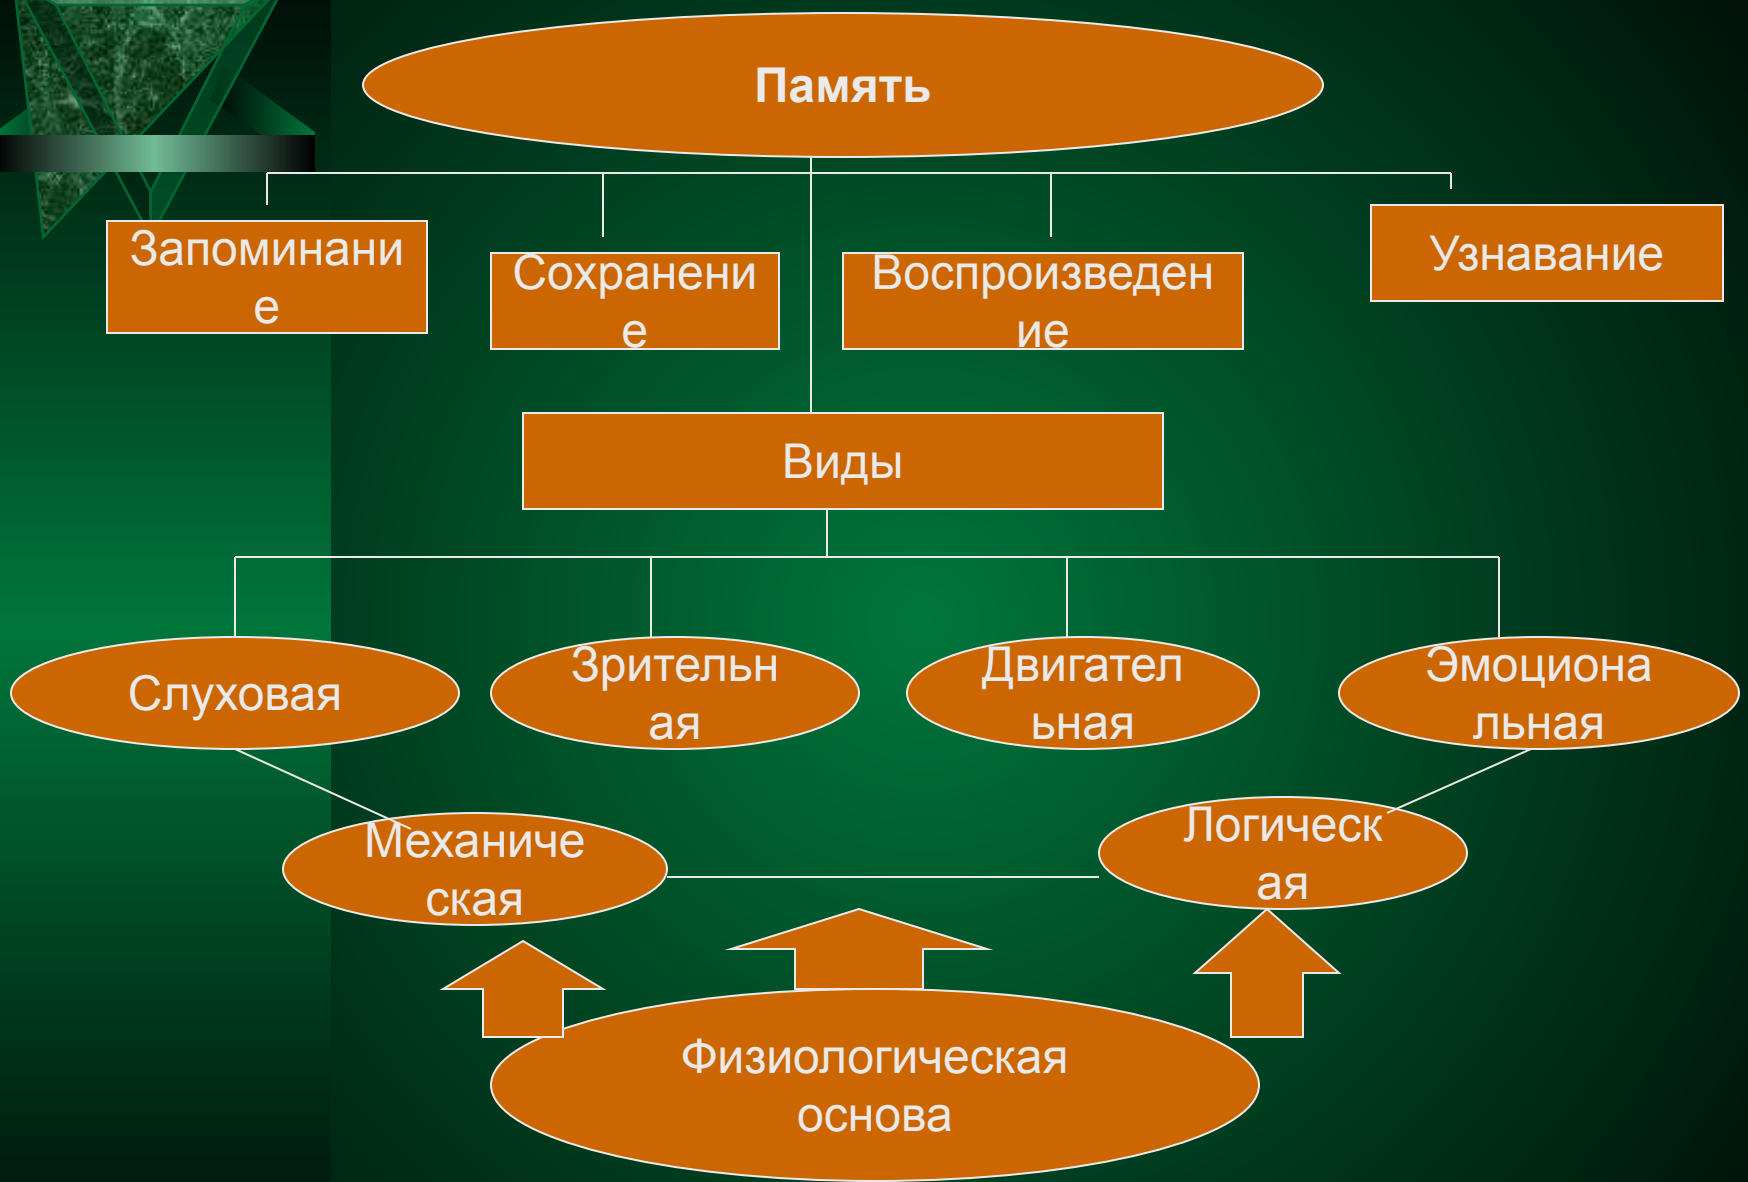 Память
Запоминани
е
Сохранени
е
Воспроизведен
ие
Узнавание
Виды
Слуховая
Зрительн
ая
Двигател
ьная
Эмоциона
льная
Механиче
ская
Логическ
ая
Физиологическая
основа